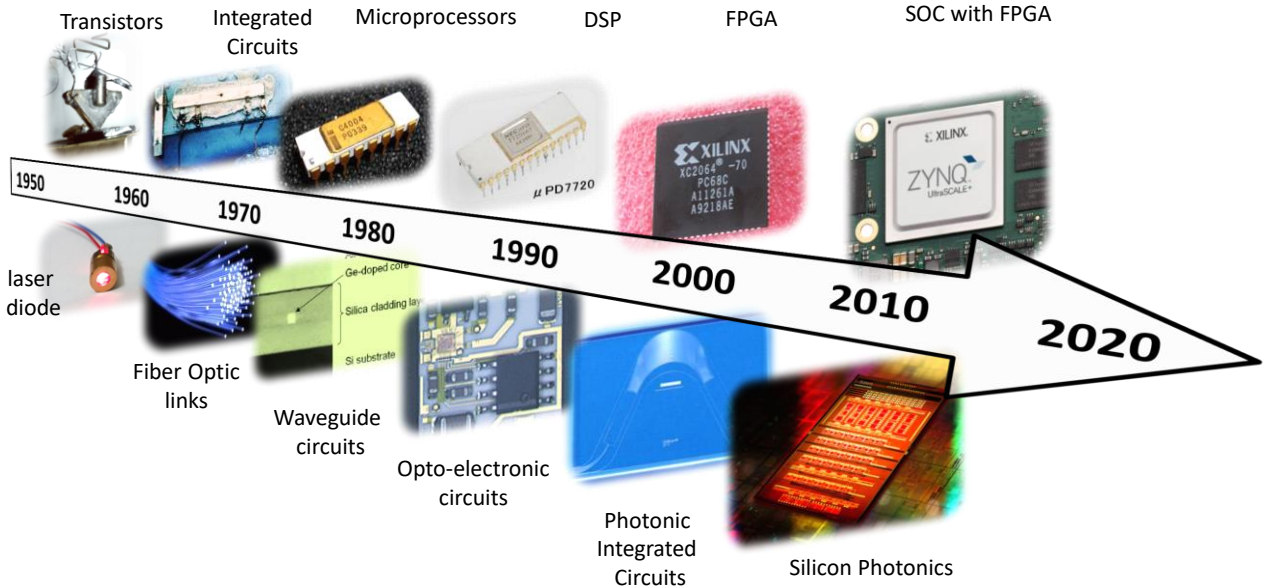 Transistors
Integrated
Circuits
Microprocessors
DSP
FPGA
SOC with FPGA
C4004
P0339
µPD7720
XILINX
XC2064® -70
PC68C
A11261A
A9218AE
XILINX
ZYNQ
UltraSCALE+
1950
1960
1970
1980
1990
2000
2010
2020
laser
diode
Fiber Optic
links
Ge-doped core
Silica cladding
Si substrate
Waveguide
circuits
Opto-electronic
circuits
Photonic
Integrated
Circuits
Silicon Photonics